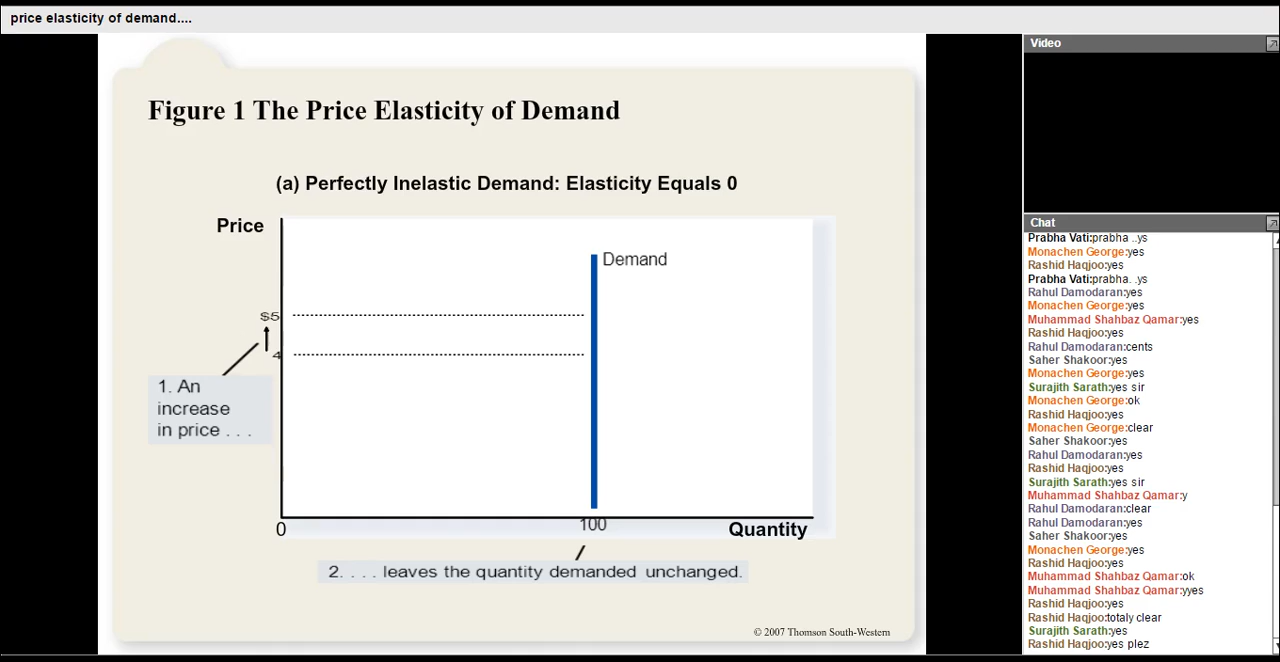 price elasticity of demand....
Figure 1 The Price Elasticity of Demand
(a) Perfectly Inelastic Demand: Elasticity Equals 0
Price
Demand
$5
4
1. An
increase
in price . . .
0
100
Quantity
2. . . . leaves the quantity demanded unchanged.
© 2007 Thomson South-Western
Video
Chat
Prabha Vati:prabha ..ys
Monachen George:yes
Rashid Haqjoo:yes
Prabha Vati:prabha. .ys
Rahul Damodaran:yes
Monachen George:yes
Muhammad Shahbaz Qamar:yes
Rashid Haqjoo:yes
Rahul Damodaran:cents
Saher Shakoor:yes
Monachen George:yes
Surajith Sarath:yes sir
Monachen George:ok
Rashid Haqjoo:yes
Monachen George:clear
Saher Shakoor:yes
Rahul Damodaran:yes
Rashid Haqjoo:yes
Surajith Sarath:yes sir
Muhammad Shahbaz Qamar:y
Rahul Damodaran:clear
Rahul Damodaran:yes
Saher Shakoor:yes
Monachen George:yes
Rashid Haqjoo:yes
Muhammad Shahbaz Qamar:ok
Muhammad Shahbaz Qamar:yyes
Rashid Haqjoo:yes
Rashid Haqjoo:totaly clear
Surajith Sarath:yes
Rashid Haqjoo:yes plez